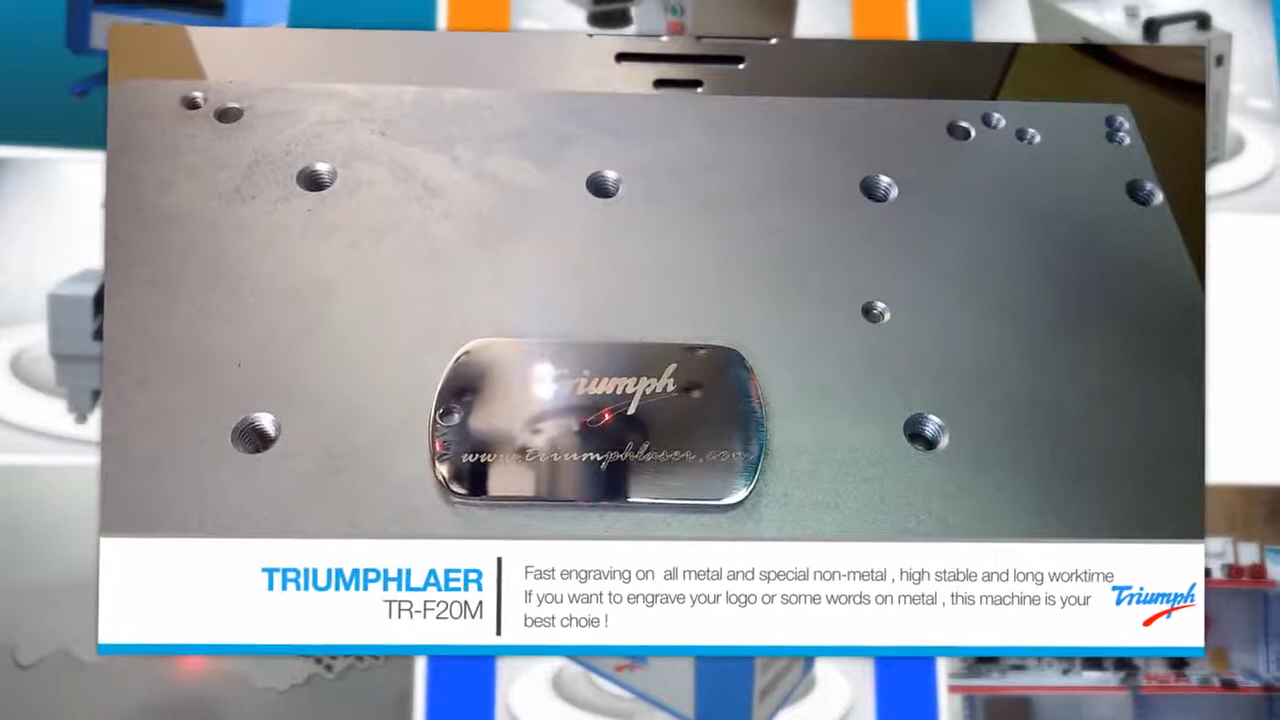 Triumph
www.triumphlaser.com
TRIUMPHLAER
TR-F20M
Fast engraving on all metal and special non-metal , high stable and long worktime
If you want to engrave your logo or some words on metal , this machine is your
best choie !
Triumph